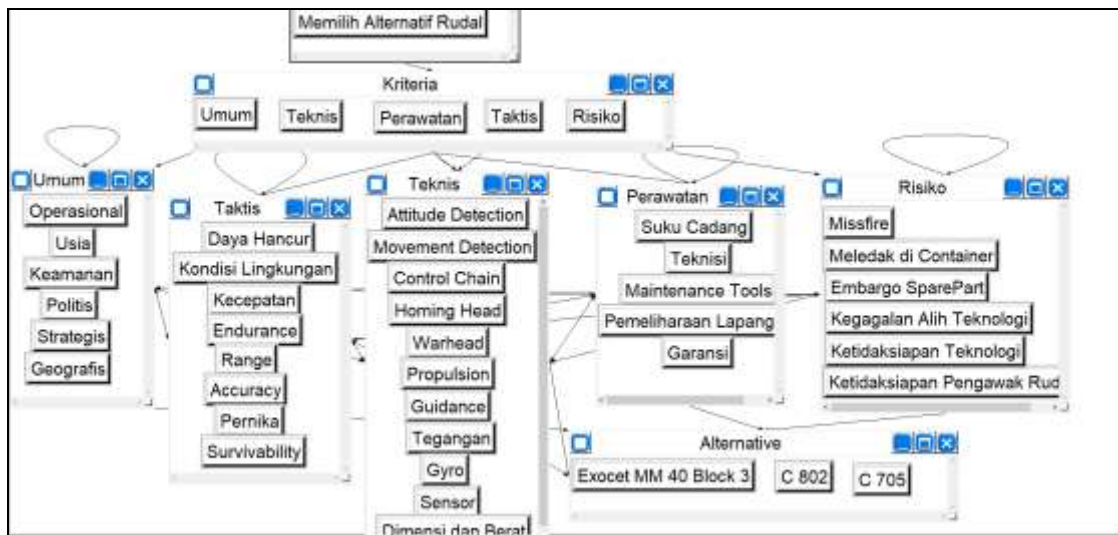 Memilih Alternatif Rudal
Kriteria
Umum
Teknis
Perawatan
Taktis
Risiko
Umum
Operasional
Usia
Keamanan
Politis
Strategis
Geografis
Taktis
Daya Hancur
Kondisi Lingkungan
Kecepatan
Endurance
Range
Accuracy
Pernika
Survivability
Teknis
Attitude Detection
Movement Detection
Control Chain
Homing Head
Warhead
Propulsion
Guidance
Tegangan
Gyro
Sensor
Dimensi dan Berat
Perawatan
Suku Cadang
Teknisi
Maintenance Tools
Pemeliharaan Lapang
Garansi
Risiko
Missfire
Meledak di Container
Embargo SparePart
Kegagalan Alih Teknologi
Ketidaksiapan Teknologi
Ketidaksiapan Pengawak Rud
Alternative
Exocet MM 40 Block 3
C 802
C 705